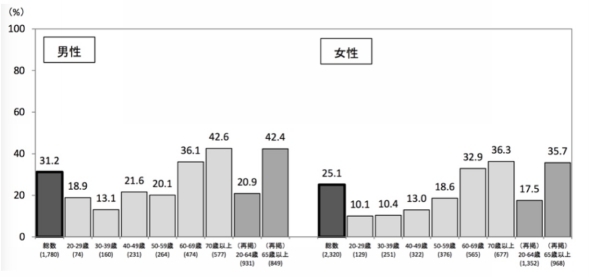 (%)
100
80
60
40
20
0
男性
31.2
18.9
13.1
21.6
20.1
36.1
42.6
20.9
42.4
総数
(1,780)
20-29歳
(74)
30-39歳
(160)
40-49歳
(231)
50-59歳
(264)
60-69歳
(474)
70歳以上
(577)
(再掲)
20-64歳
(931)
(再掲)
65歳以上
(849)
女性
25.1
10.1
10.4
13.0
18.6
32.9
36.3
17.5
35.7
総数
(2,320)
20-29歳
(129)
30-39歳
(251)
40-49歳
(322)
50-59歳
(376)
60-69歳
(565)
70歳以上
(677)
(再掲)
20-64歳
(1,352)
(再掲)
65歳以上
(968)